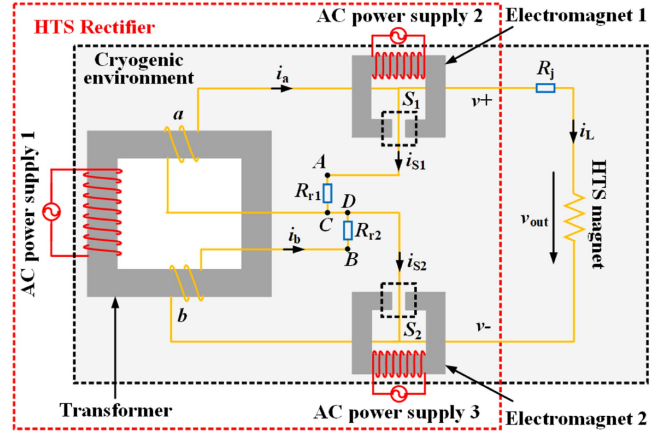 HTS Rectifier
AC power supply 2
Electromagnet 1
Cryogenic
environment
i_a
a
S_1
v+
R_j
i_L
i_S1
A
R_r1
C
D
R_r2
B
i_b
i_S2
v_out
HTS magnet
AC power supply 1
b
S_2
v-
Transformer
AC power supply 3
Electromagnet 2